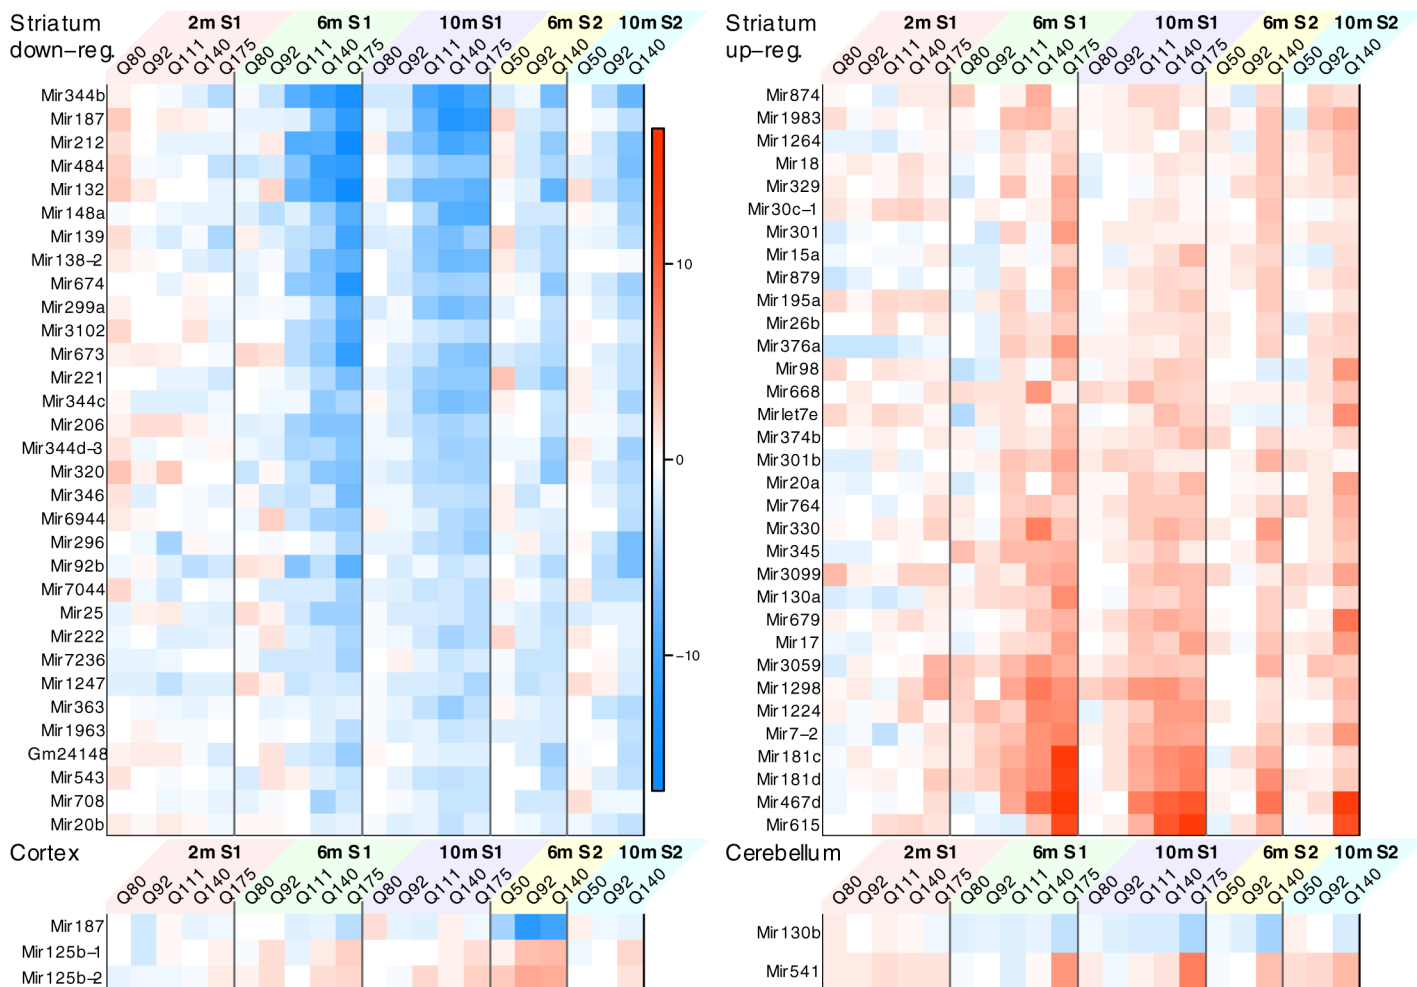 Striatum
down–reg.
2m S1 6m S1 10m S1 6m S2 10m S2
Q80 Q92 Q111 Q140 Q175 Q80 Q92 Q111 Q140 Q175 Q80 Q92 Q111 Q140 Q175 Q50 Q92 Q140 Q50 Q92 Q140
Mir344b
Mir187
Mir212
Mir484
Mir132
Mir148a
Mir139
Mir138–2
Mir674
Mir299a
Mir3102
Mir673
Mir221
Mir344c
Mir206
Mir344d–3
Mir320
Mir346
Mir6944
Mir296
Mir92b
Mir7044
Mir25
Mir222
Mir7236
Mir1247
Mir363
Mir1963
Gm24148
Mir543
Mir708
Mir20b
10
0
–10
Striatum
up–reg.
2m S1 6m S1 10m S1 6m S2 10m S2
Q80 Q92 Q111 Q140 Q175 Q80 Q92 Q111 Q140 Q175 Q80 Q92 Q111 Q140 Q175 Q50 Q92 Q140 Q50 Q92 Q140
Mir874
Mir1983
Mir1264
Mir18
Mir329
Mir30c–1
Mir301
Mir15a
Mir879
Mir195a
Mir26b
Mir376a
Mir98
Mir668
Mirlet7e
Mir374b
Mir301b
Mir20a
Mir764
Mir330
Mir345
Mir3099
Mir130a
Mir679
Mir17
Mir3059
Mir1298
Mir1224
Mir7–2
Mir181c
Mir181d
Mir467d
Mir615
Cortex
2m S1 6m S1 10m S1 6m S2 10m S2
Q80 Q92 Q111 Q140 Q175 Q80 Q92 Q111 Q140 Q175 Q80 Q92 Q111 Q140 Q175 Q50 Q92 Q140 Q50 Q92 Q140
Mir187
Mir125b–1
Mir125b–2
Cerebellum
2m S1 6m S1 10m S1 6m S2 10m S2
Q80 Q92 Q111 Q140 Q175 Q80 Q92 Q111 Q140 Q175 Q80 Q92 Q111 Q140 Q175 Q50 Q92 Q140 Q50 Q92 Q140
Mir130b
Mir541